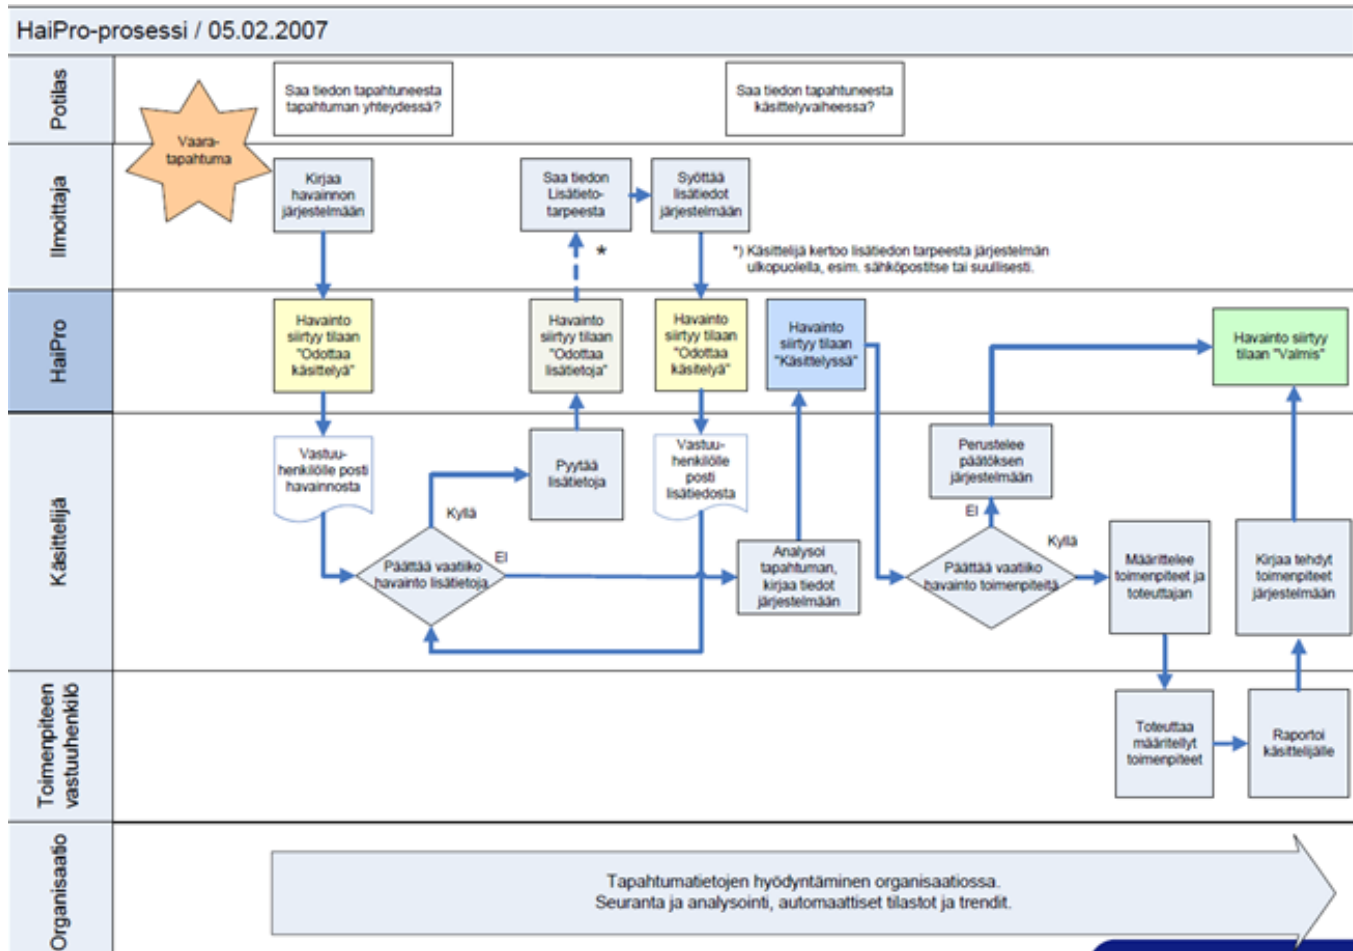 HaiPro-prosessi / 05.02.2007
Potilas
Vaara-
tapahtuma
Saa tiedon tapahtuneesta
tapahtuman yhteydessä?
Saa tiedon tapahtuneesta
käsittelyvaiheessa?
Ilmoittaja
Kirjaa
havainnon
järjestelmään
Saa tiedon
Lisätieto-
tarpeesta
Syöttää
lisätiedot
järjestelmään
*
*) Käsittelijä kertoo lisätiedon tarpeesta järjestelmän
ulkopuolella, esim. sähköpostitse tai suullisesti.
HaiPro
Havainto
siirtyy tilaan
"Odottaa
käsittelyä"
Havainto
siirtyy tilaan
"Odottaa
lisätietoja"
Havainto
siirtyy tilaan
"Odottaa
käsitelyä"
Havainto
siirtyy tilaan
"Käsittelyssä"
Havainto siirtyy
tilaan "Valmis"
Käsittelijä
Vastuu-
henkilölle posti
havainnosta
Pyytää
lisätietoja
Vastuu-
henkilölle
posti
lisätiedosta
Perustelee
päätöksen
järjestelmään
Kyllä
EI
Päättää vaatiiko
havainto lisätietoja
Analysoi
tapahtuman,
kirjaa tiedot
järjestelmään
EI
Kyllä
Päättää vaatiko
havainto toimenpiteitä
Määrittelee
toimenpiteet ja
toteuttajan
Kirjaa tehdyt
toimenpiteet
järjestelmään
Toimenpiteen
vastuuhenkilö
Toteuttaa
määritellyt
toimenpiteet
Raportoi
käsittelijälle
Organisaatio
Tapahtumatietojen hyödyntäminen organisaatiossa.
Seuranta ja analysointi, automaattiset tilastot ja trendit.